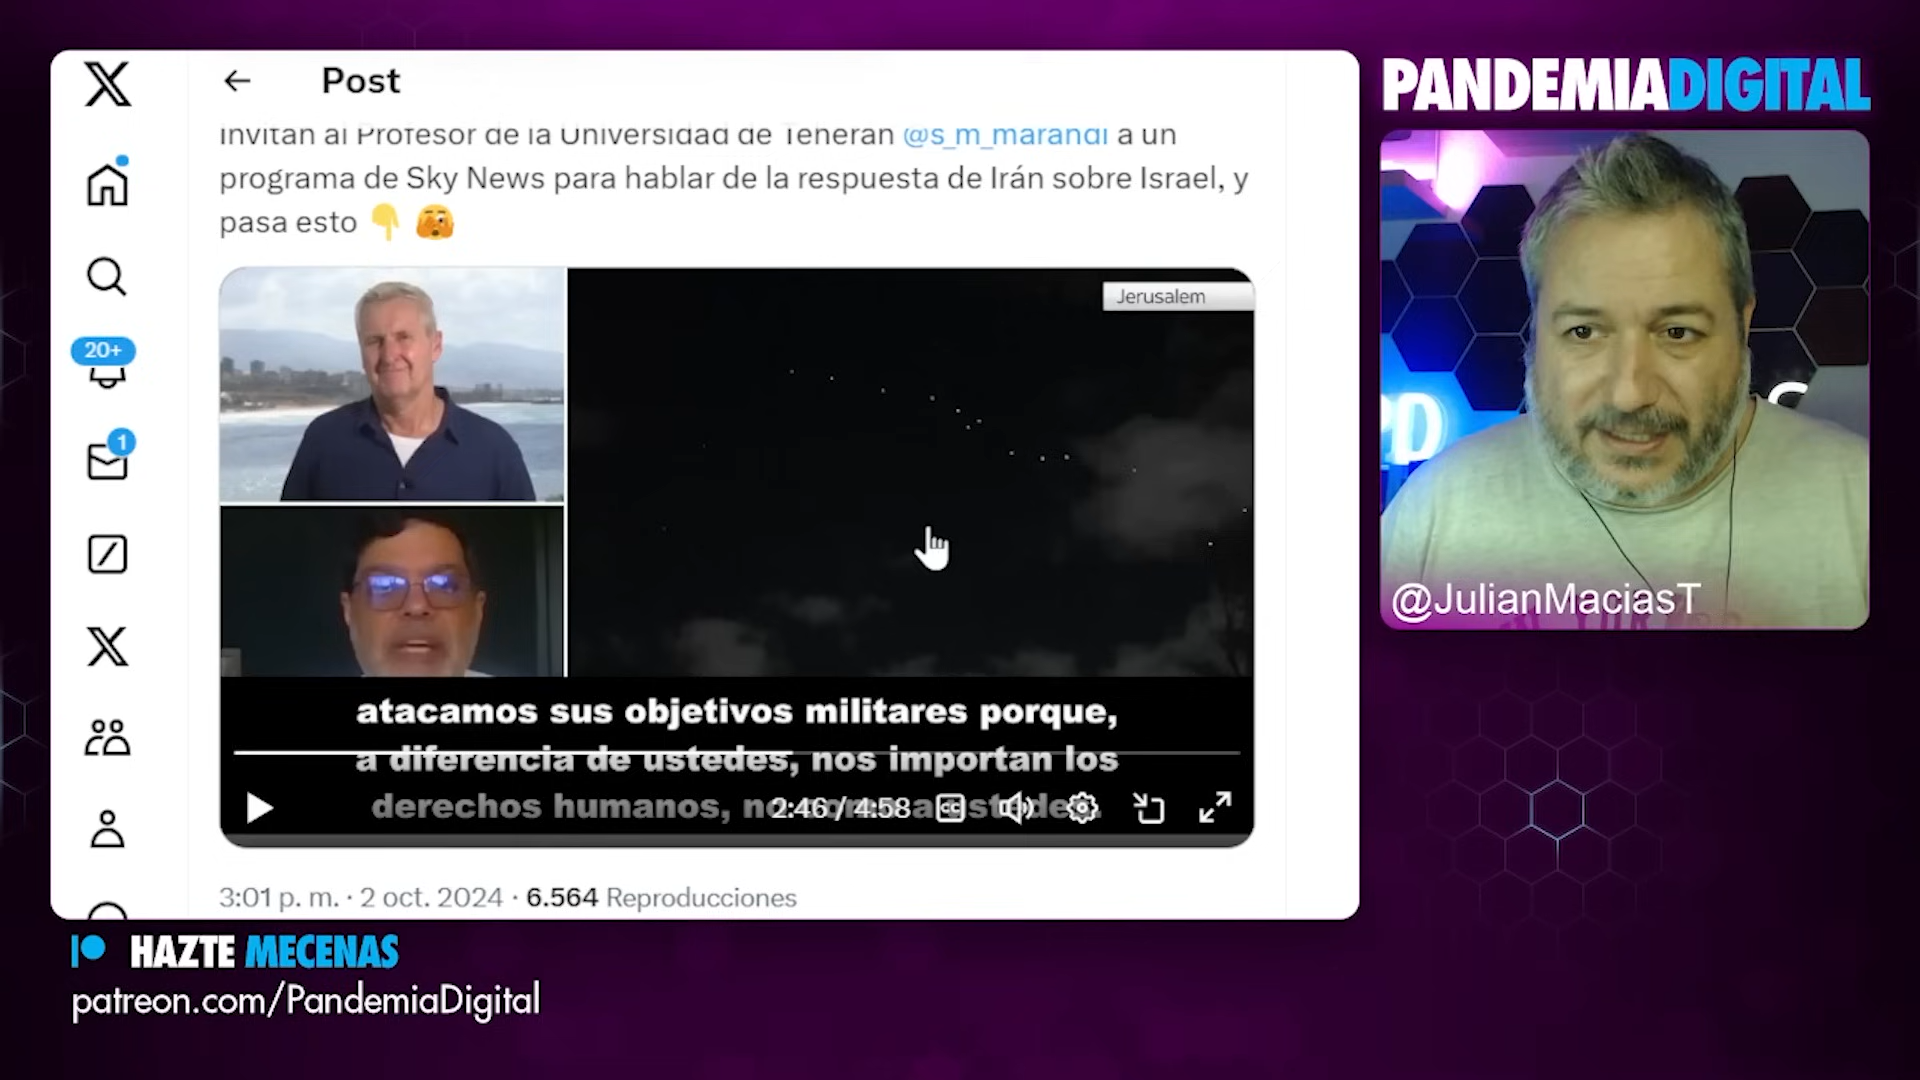 PANDEMIADIGITAL
Post
invitan al Profesor de la Universidad de Teherán @s_m_marandi a un
programa de Sky News para hablar de la respuesta de Irán sobre Israel, y
pasa esto 👇 🫣
20+
1
Jerusalem
atacamos sus objetivos militares porque,
a diferencia de ustedes, nos importan los
derechos humanos, no como a ustedes.
2:46 / 4:58
3:01 p. m. · 2 oct. 2024 · 6.564 Reproducciones
@JulianMaciasT
HAZTE MECENAS
patreon.com/PandemiaDigital